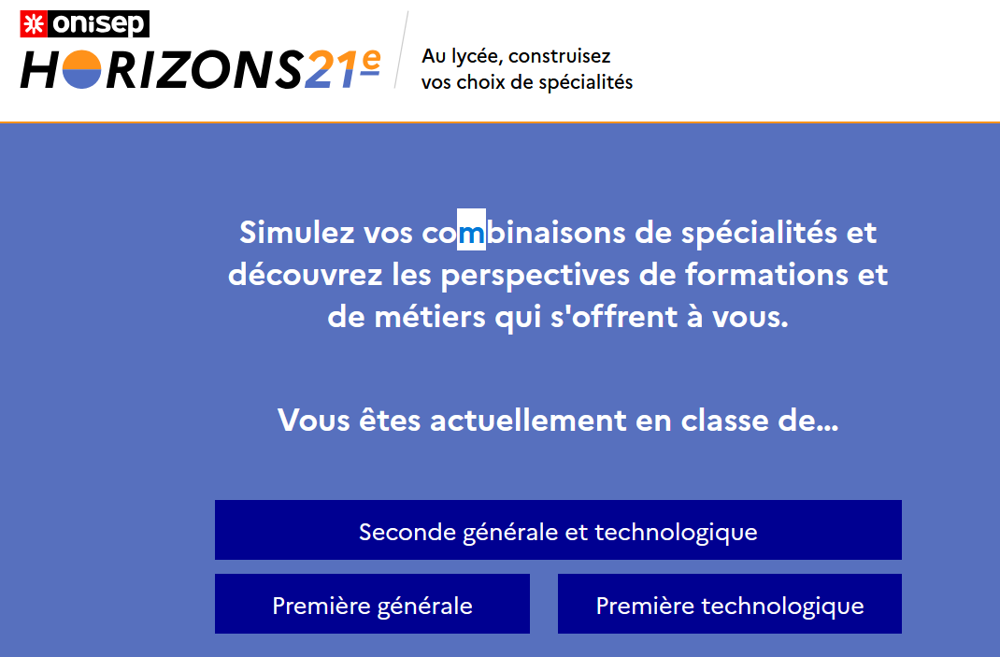 onisep
HORIZONS21e
Au lycée, construisez
vos choix de spécialités
Simulez vos combinaisons de spécialités et
découvrez les perspectives de formations et
de métiers qui s'offrent à vous.
Vous êtes actuellement en classe de...
Seconde générale et technologique
Première générale
Première technologique